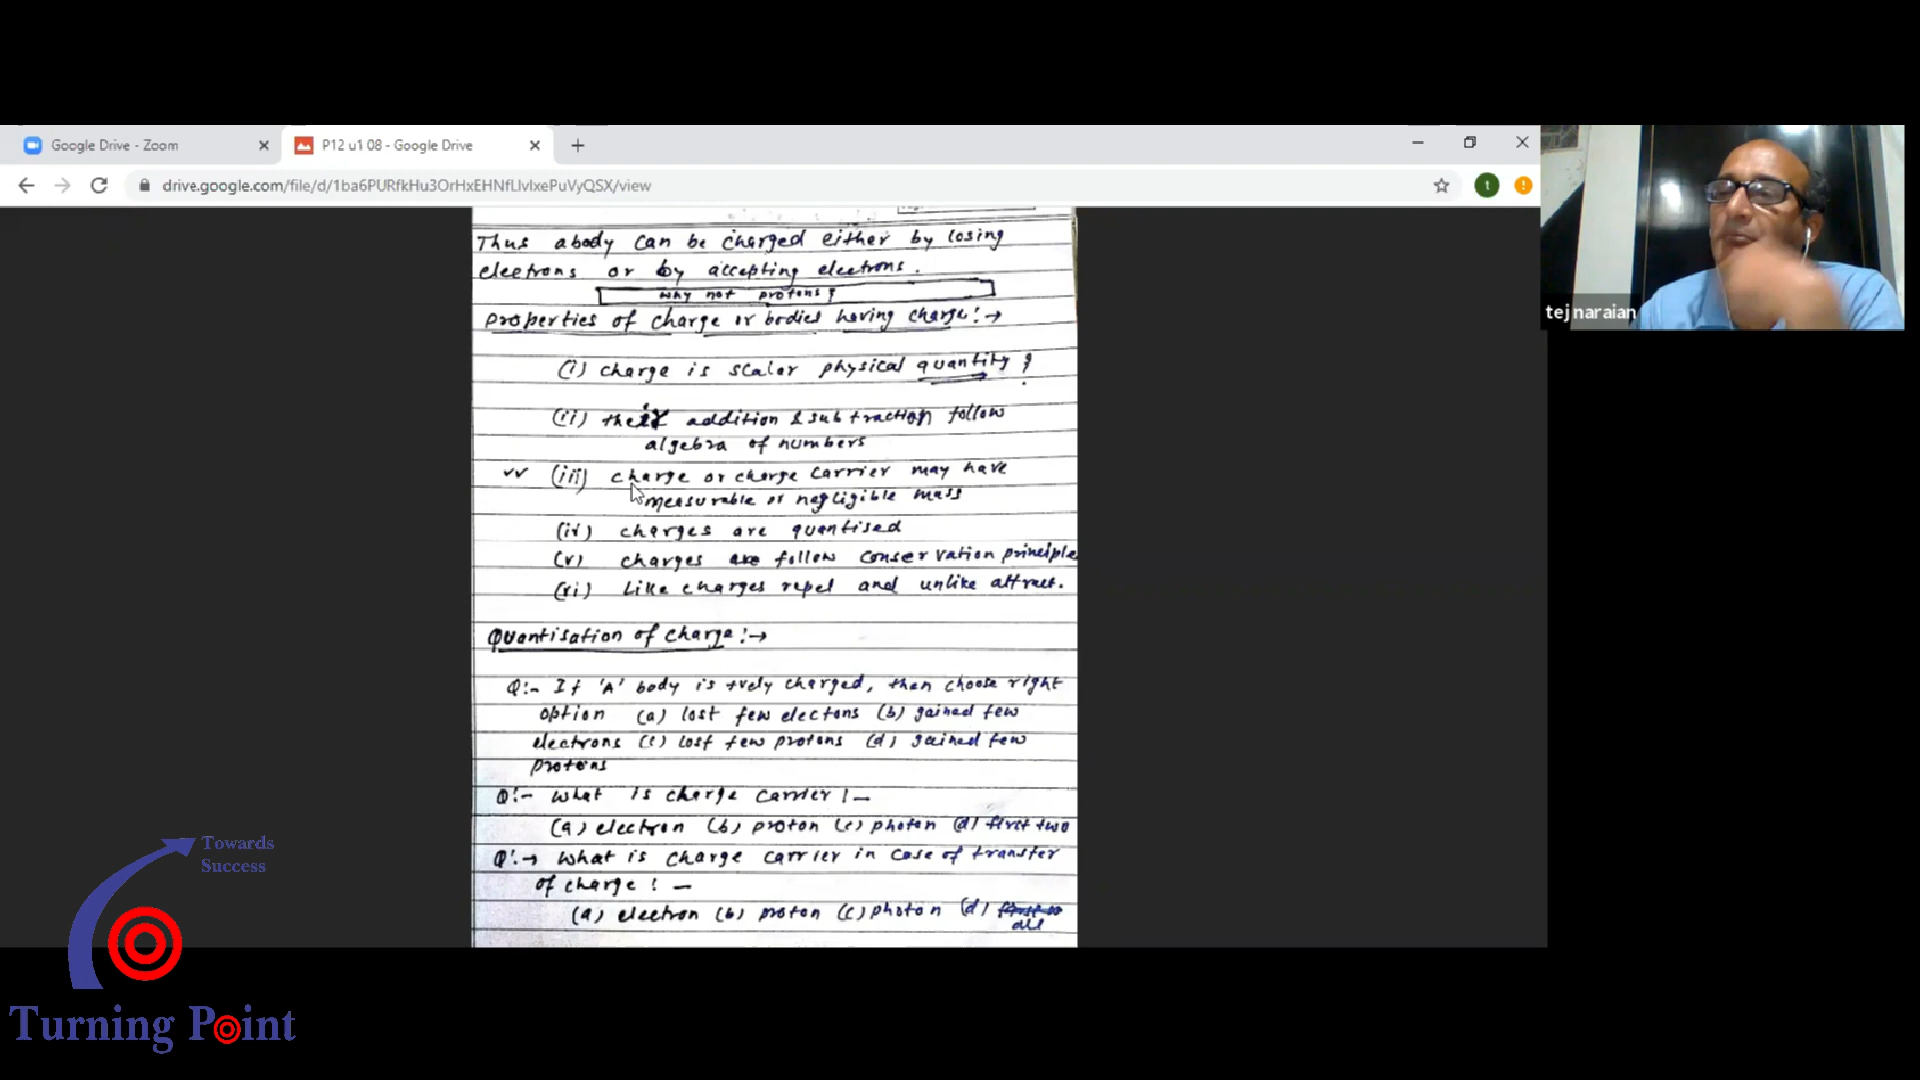 Google Drive - Zoom
P12 u1 08 - Google Drive
drive.google.com/file/d/1ba6PURfkHu3OrHxEHNfLlvlxePuVyQSX/view
t
Thus a body can be charged either by losing
electrons or by accepting electrons.
Why not protons?
Properties of charge or bodies having charge:→
(i) charge is scalar physical quantity?
(ii) their addition & subtraction follow
algebra of numbers
(iii) charge or charge carrier may have
measurable or negligible mass
(iv) charges are quantised
(v) charges follow conservation principle
(vi) Like charges repel and unlike attract.
Quantisation of charge:→
Q:- If 'A' body is +vely charged, then choose right
option (a) lost few electons (b) gained few
electrons (c) lost few protons (d) gained few
protons
Q:- What is charge carrier:-
(a) electron (b) proton (c) photon (d) first two
Q:→ What is charge carrier in case of transfer
of charge:-
(a) electron (b) proton (c) photon (d) all
tej naraian
Towards
Success
Turning Point